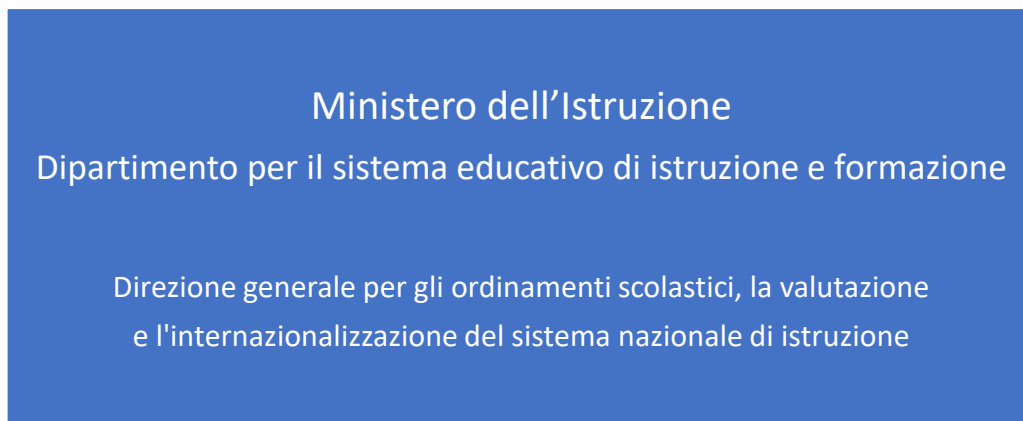 Ministero dell’Istruzione
Dipartimento per il sistema educativo di istruzione e formazione
Direzione generale per gli ordinamenti scolastici, la valutazione
e l'internazionalizzazione del sistema nazionale di istruzione